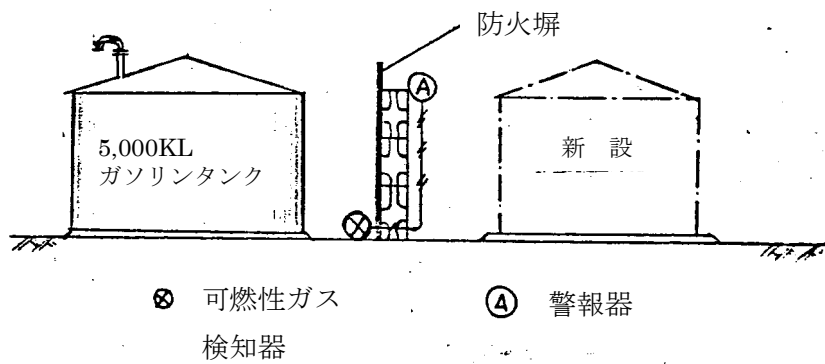 防火塀
A
5,000KL
ガソリンタンク
新 設
可燃性ガス
検知器
A 警報器